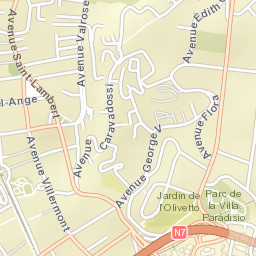 Avenue Valrose
Avenue Edith
Avenue Saint-Lambert
l-Ange
Caravadossi
Avenue Flora
Avenue
Avenue George V
Avenue Villermont
Jardin de
l'Olivetto
Parc de
la Villa
Paradisio
N7